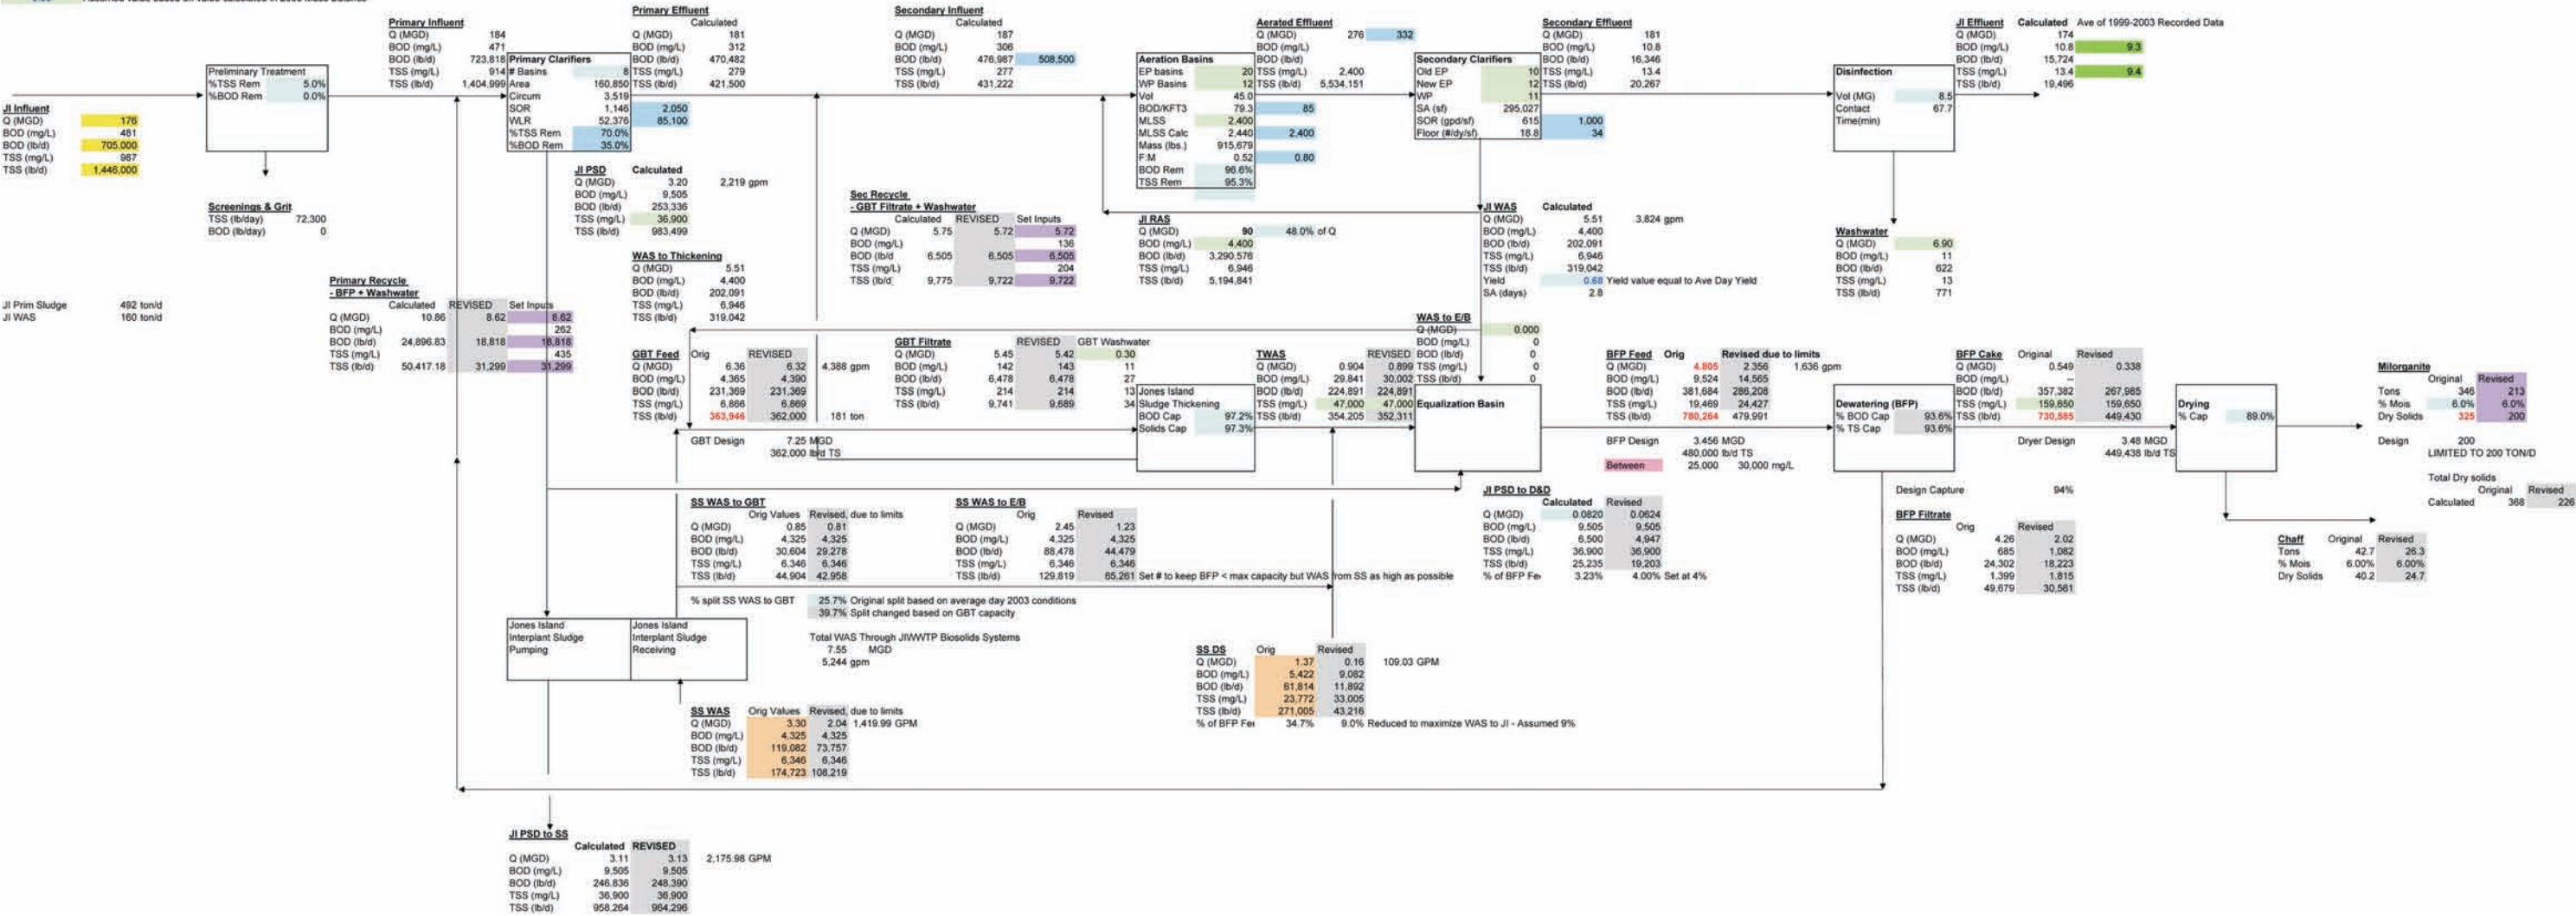 Primary Influent
Q (MGD) 184
BOD (mg/L) 471
BOD (lb/d) 723,818
TSS (mg/L) 914
TSS (lb/d) 1,404,999
Primary Effluent
Calculated
Q (MGD) 181
BOD (mg/L) 312
BOD (lb/d) 470,482
TSS (mg/L) 279
TSS (lb/d) 421,500
Secondary Influent
Calculated
Q (MGD) 187
BOD (mg/L) 306
BOD (lb/d) 476,987 508,500
TSS (mg/L) 277
TSS (lb/d) 431,222
Aerated Effluent
Q (MGD) 276 332
BOD (mg/L)
BOD (lb/d)
TSS (mg/L) 2,400
TSS (lb/d) 5,534,151
Secondary Effluent
Q (MGD) 181
BOD (mg/L) 10.8
BOD (lb/d) 16,346
TSS (mg/L) 13.4
TSS (lb/d) 20,267
JI Effluent Calculated Ave of 1999-2003 Recorded Data
Q (MGD) 174
BOD (mg/L) 10.8 9.3
BOD (lb/d) 15,724
TSS (mg/L) 13.4 9.4
TSS (lb/d) 19,496
JI Influent
Q (MGD) 176
BOD (mg/L) 481
BOD (lb/d) 705,000
TSS (mg/L) 987
TSS (lb/d) 1,446,000
Preliminary Treatment
%TSS Rem 5.0%
%BOD Rem 0.0%
Primary Clarifiers
# Basins 8
Area 160,850
Circum 3,519
SOR 1,146 2,050
WLR 52,376 85,100
%TSS Rem 70.0%
%BOD Rem 35.0%
Aeration Basins
EP basins 20
WP Basins 12
Vol 45.0
BOD/KFT3 79.3 85
MLSS 2,400
MLSS Calc 2,440 2,400
Mass (lbs.) 915,679
F:M 0.52 0.80
BOD Rem 96.6%
TSS Rem 95.3%
Secondary Clarifiers
Old EP 10
New EP 12
WP 11
SA (sf) 295,027
SOR (gpd/sf) 615 1,000
Floor (#/dy/sf) 18.8 34
Disinfection
Vol (MG) 8.5
Contact 67.7
Time(min)
Screenings & Grit
TSS (lb/day) 72,300
BOD (lb/day) 0
JI PSD Calculated
Q (MGD) 3.20 2,219 gpm
BOD (mg/L) 9,505
BOD (lb/d) 253,336
TSS (mg/L) 36,900
TSS (lb/d) 983,499
Sec Recycle
- GBT Filtrate + Washwater
Calculated REVISED Set Inputs
Q (MGD) 5.75 5.72 5.72
BOD (mg/L) 136
BOD (lb/d 6,505 6,505 6,505
TSS (mg/L) 204
TSS (lb/d 9,775 9,722 9,722
JI RAS
Q (MGD) 90 48.0% of Q
BOD (mg/L) 4,400
BOD (lb/d) 3,290,576
TSS (mg/L) 6,946
TSS (lb/d) 5,194,841
JI WAS Calculated
Q (MGD) 5.51 3,824 gpm
BOD (mg/L) 4,400
BOD (lb/d) 202,091
TSS (mg/L) 6,946
TSS (lb/d) 319,042
Yield 0.68 Yield value equal to Ave Day Yield
SA (days) 2.8
Washwater
Q (MGD) 6.90
BOD (mg/L) 11
BOD (lb/d) 622
TSS (mg/L) 13
TSS (lb/d) 771
WAS to Thickening
Q (MGD) 5.51
BOD (mg/L) 4,400
BOD (lb/d) 202,091
TSS (mg/L) 6,946
TSS (lb/d) 319,042
JI Prim Sludge 492 ton/d
JI WAS 160 ton/d
Primary Recycle
- BFP + Washwater
Calculated REVISED Set Inputs
Q (MGD) 10.86 8.62 8.62
BOD (mg/L) 262
BOD (lb/d) 24,896.83 18,818 18,818
TSS (mg/L) 435
TSS (lb/d) 50,417.18 31,299 31,299
GBT Feed Orig REVISED
Q (MGD) 6.36 6.32 4,388 gpm
BOD (mg/L) 4,365 4,390
BOD (lb/d) 231,369 231,369
TSS (mg/L) 6,866 6,869
TSS (lb/d) 363,946 362,000 181 ton
GBT Design 7.25 MGD
362,000 lb/d TS
GBT Filtrate REVISED GBT Washwater
Q (MGD) 5.45 5.42 0.30
BOD (mg/L) 142 143 11
BOD (lb/d) 6,478 6,478 27
TSS (mg/L) 214 214 13
TSS (lb/d) 9,741 9,689 34
Jones Island
Sludge Thickening
BOD Cap 97.2%
Solids Cap 97.3%
TWAS REVISED
Q (MGD) 0.904 0.899
BOD (mg/L) 29,841 30,002
BOD (lb/d) 224,891 224,891
TSS (mg/L) 47,000 47,000
TSS (lb/d) 354,205 352,311
WAS to E/B
Q (MGD) 0.000
BOD (mg/L) 0
BOD (lb/d) 0
TSS (mg/L) 0
TSS (lb/d) 0
Equalization Basin
BFP Feed Orig Revised due to limits
Q (MGD) 4.805 2.356 1,636 gpm
BOD (mg/L) 9,524 14,565
BOD (lb/d) 381,684 286,208
TSS (mg/L) 19,469 24,427
TSS (lb/d) 780,264 479,991
BFP Design 3.456 MGD
480,000 lb/d TS
Between 25,000 30,000 mg/L
Dewatering (BFP)
% BOD Cap 93.6%
% TS Cap 93.6%
BFP Cake Original Revised
Q (MGD) 0.549 0.338
BOD (mg/L) --
BOD (lb/d) 357,382 267,985
TSS (mg/L) 159,650 159,650
TSS (lb/d) 730,585 449,430
Dryer Design 3.48 MGD
449,438 lb/d TS
Drying
% Cap 89.0%
Milorganite
Original Revised
Tons 346 213
% Mois 6.0% 6.0%
Dry Solids 325 200
Design 200
LIMITED TO 200 TON/D
Total Dry solids
Original Revised
Calculated 368 226
SS WAS to GBT
Orig Values Revised, due to limits
Q (MGD) 0.85 0.81
BOD (mg/L) 4,325 4,325
BOD (lb/d) 30,604 29,278
TSS (mg/L) 6,346 6,346
TSS (lb/d) 44,904 42,958
SS WAS to E/B
Orig Revised
Q (MGD) 2.45 1.23
BOD (mg/L) 4,325 4,325
BOD (lb/d) 88,478 44,479
TSS (mg/L) 6,346 6,346
TSS (lb/d) 129,819 65,261 Set # to keep BFP < max capacity but WAS from SS as high as possible
JI PSD to D&D
Calculated Revised
Q (MGD) 0.0820 0.0624
BOD (mg/L) 9,505 9,505
BOD (lb/d) 6,500 4,947
TSS (mg/L) 36,900 36,900
TSS (lb/d) 25,235 19,203
% of BFP Fe 3.23% 4.00% Set at 4%
Design Capture 94%
BFP Filtrate
Orig Revised
Q (MGD) 4.26 2.02
BOD (mg/L) 685 1,082
BOD (lb/d) 24,302 18,223
TSS (mg/L) 1,399 1,815
TSS (lb/d) 49,679 30,561
Chaff Original Revised
Tons 42.7 26.3
% Mois 6.00% 6.00%
Dry Solids 40.2 24.7
% split SS WAS to GBT 25.7% Original split based on average day 2003 conditions
39.7% Split changed based on GBT capacity
Jones Island
Interplant Sludge
Pumping
Jones Island
Interplant Sludge
Receiving
Total WAS Through JIWWTP Biosolids Systems
7.55 MGD
5,244 gpm
SS DS Orig Revised
Q (MGD) 1.37 0.16 109.03 GPM
BOD (mg/L) 5,422 9,082
BOD (lb/d) 61,814 11,892
TSS (mg/L) 23,772 33,005
TSS (lb/d) 271,005 43,216
% of BFP Fee 34.7% 9.0% Reduced to maximize WAS to JI - Assumed 9%
SS WAS Orig Values Revised, due to limits
Q (MGD) 3.30 2.04 1,419.99 GPM
BOD (mg/L) 4,325 4,325
BOD (lb/d) 119,082 73,757
TSS (mg/L) 6,346 6,346
TSS (lb/d) 174,723 108,219
JI PSD to SS
Calculated REVISED
Q (MGD) 3.11 3.13 2,175.98 GPM
BOD (mg/L) 9,505 9,505
BOD (lb/d) 246,836 248,390
TSS (mg/L) 36,900 36,900
TSS (lb/d) 958,264 964,296